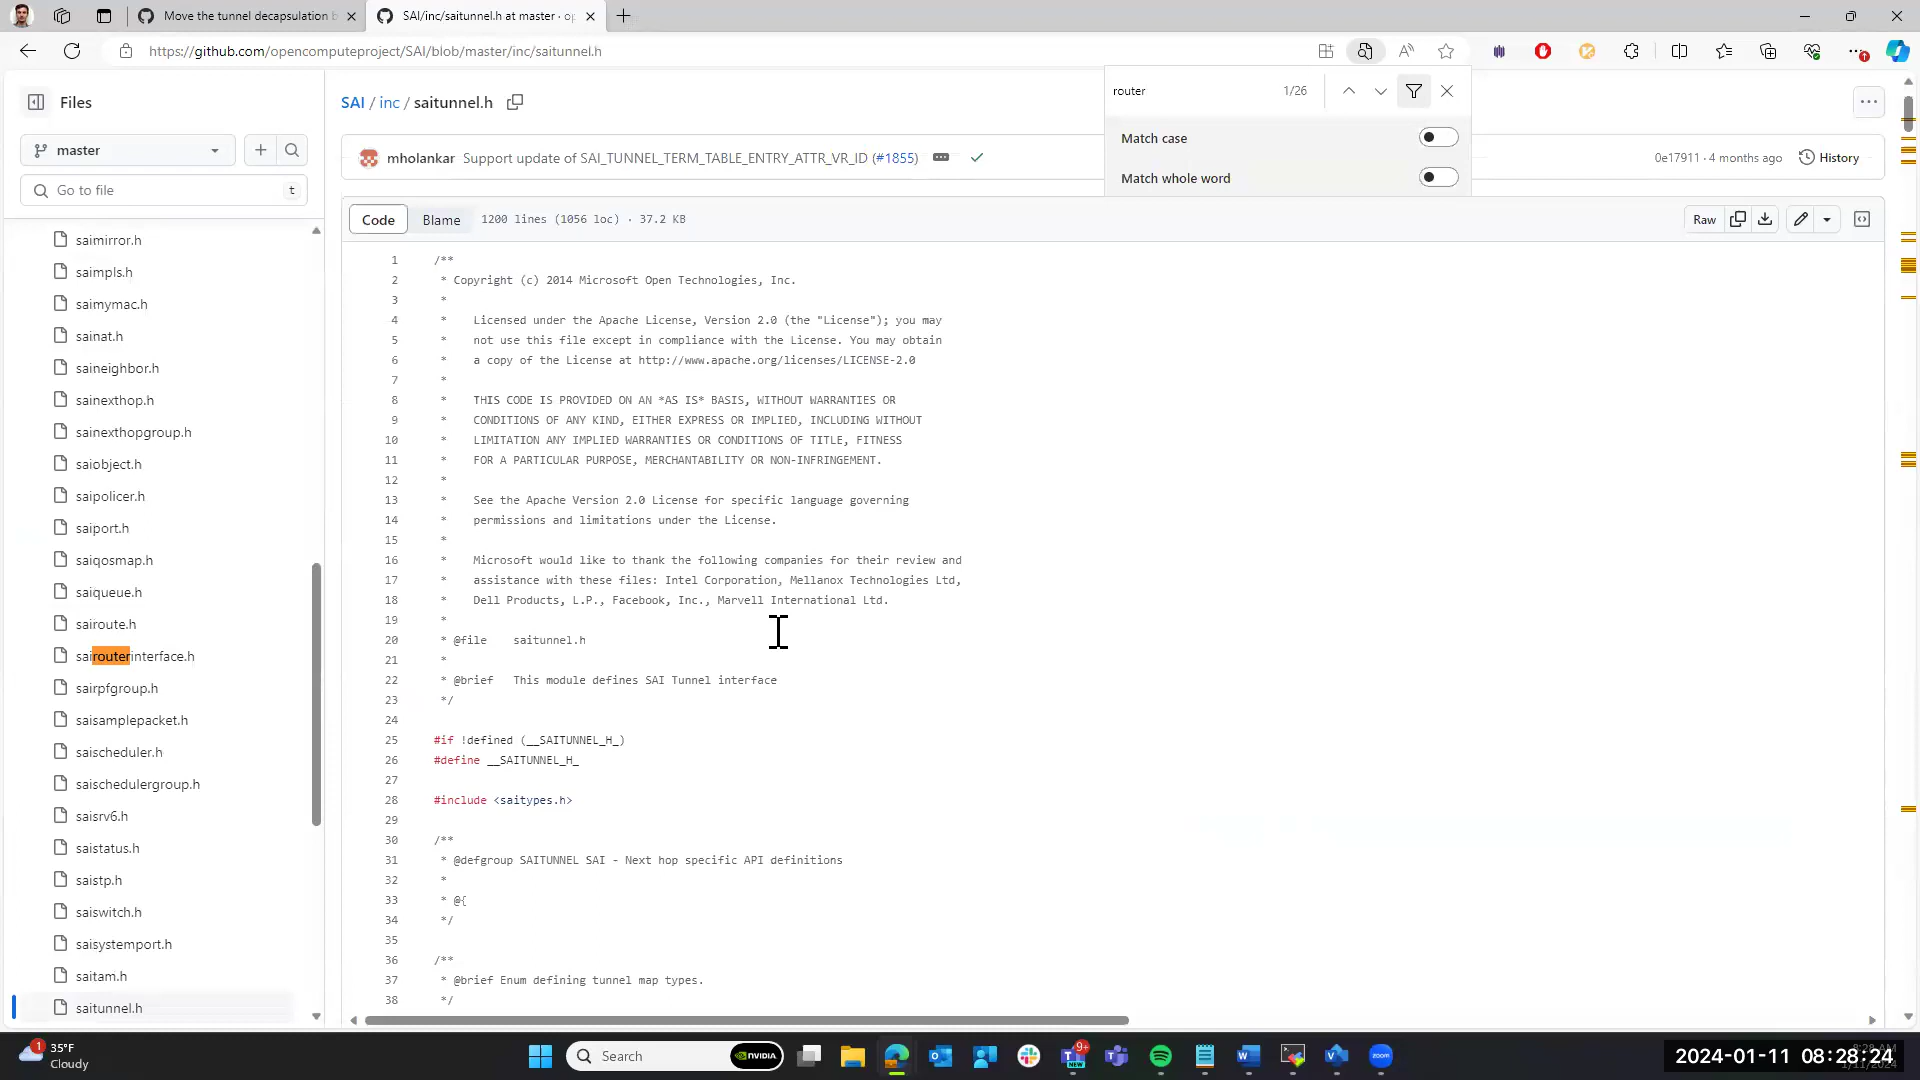 Move the tunnel decapsulation b
SAI/inc/saitunnel.h at master · op
https://github.com/opencomputeproject/SAI/blob/master/inc/saitunnel.h
router
1/26
Match case
Match whole word
Files
master
Go to file
t
saimirror.h
saimpls.h
saimymac.h
sainat.h
saineighbor.h
sainexthop.h
sainexthopgroup.h
saiobject.h
saipolicer.h
saiport.h
saiqosmap.h
saiqueue.h
sairoute.h
sairouterinterface.h
sairpfgroup.h
saisamplepacket.h
saischeduler.h
saischedulergroup.h
saisrv6.h
saistatus.h
saistp.h
saiswitch.h
saisystemport.h
saitam.h
saitunnel.h
SAI / inc / saitunnel.h
mholankar Support update of SAI_TUNNEL_TERM_TABLE_ENTRY_ATTR_VR_ID (#1855)
0e17911 · 4 months ago
History
Code
Blame
1200 lines (1056 loc) · 37.2 KB
Raw
1 /**
2 * Copyright (c) 2014 Microsoft Open Technologies, Inc.
3 *
4 * Licensed under the Apache License, Version 2.0 (the "License"); you may
5 * not use this file except in compliance with the License. You may obtain
6 * a copy of the License at http://www.apache.org/licenses/LICENSE-2.0
7 *
8 * THIS CODE IS PROVIDED ON AN *AS IS* BASIS, WITHOUT WARRANTIES OR
9 * CONDITIONS OF ANY KIND, EITHER EXPRESS OR IMPLIED, INCLUDING WITHOUT
10 * LIMITATION ANY IMPLIED WARRANTIES OR CONDITIONS OF TITLE, FITNESS
11 * FOR A PARTICULAR PURPOSE, MERCHANTABILITY OR NON-INFRINGEMENT.
12 *
13 * See the Apache Version 2.0 License for specific language governing
14 * permissions and limitations under the License.
15 *
16 * Microsoft would like to thank the following companies for their review and
17 * assistance with these files: Intel Corporation, Mellanox Technologies Ltd,
18 * Dell Products, L.P., Facebook, Inc., Marvell International Ltd.
19 *
20 * @file saitunnel.h
21 *
22 * @brief This module defines SAI Tunnel interface
23 */
24
25 #if !defined (__SAITUNNEL_H_)
26 #define __SAITUNNEL_H_
27
28 #include <saitypes.h>
29
30 /**
31 * @defgroup SAITUNNEL SAI - Next hop specific API definitions
32 *
33 * @{
34 */
35
36 /**
37 * @brief Enum defining tunnel map types.
38 */
1
35°F
Cloudy
Search
NVIDIA
9+
NEW
zoom
2024-01-11 08:28:24